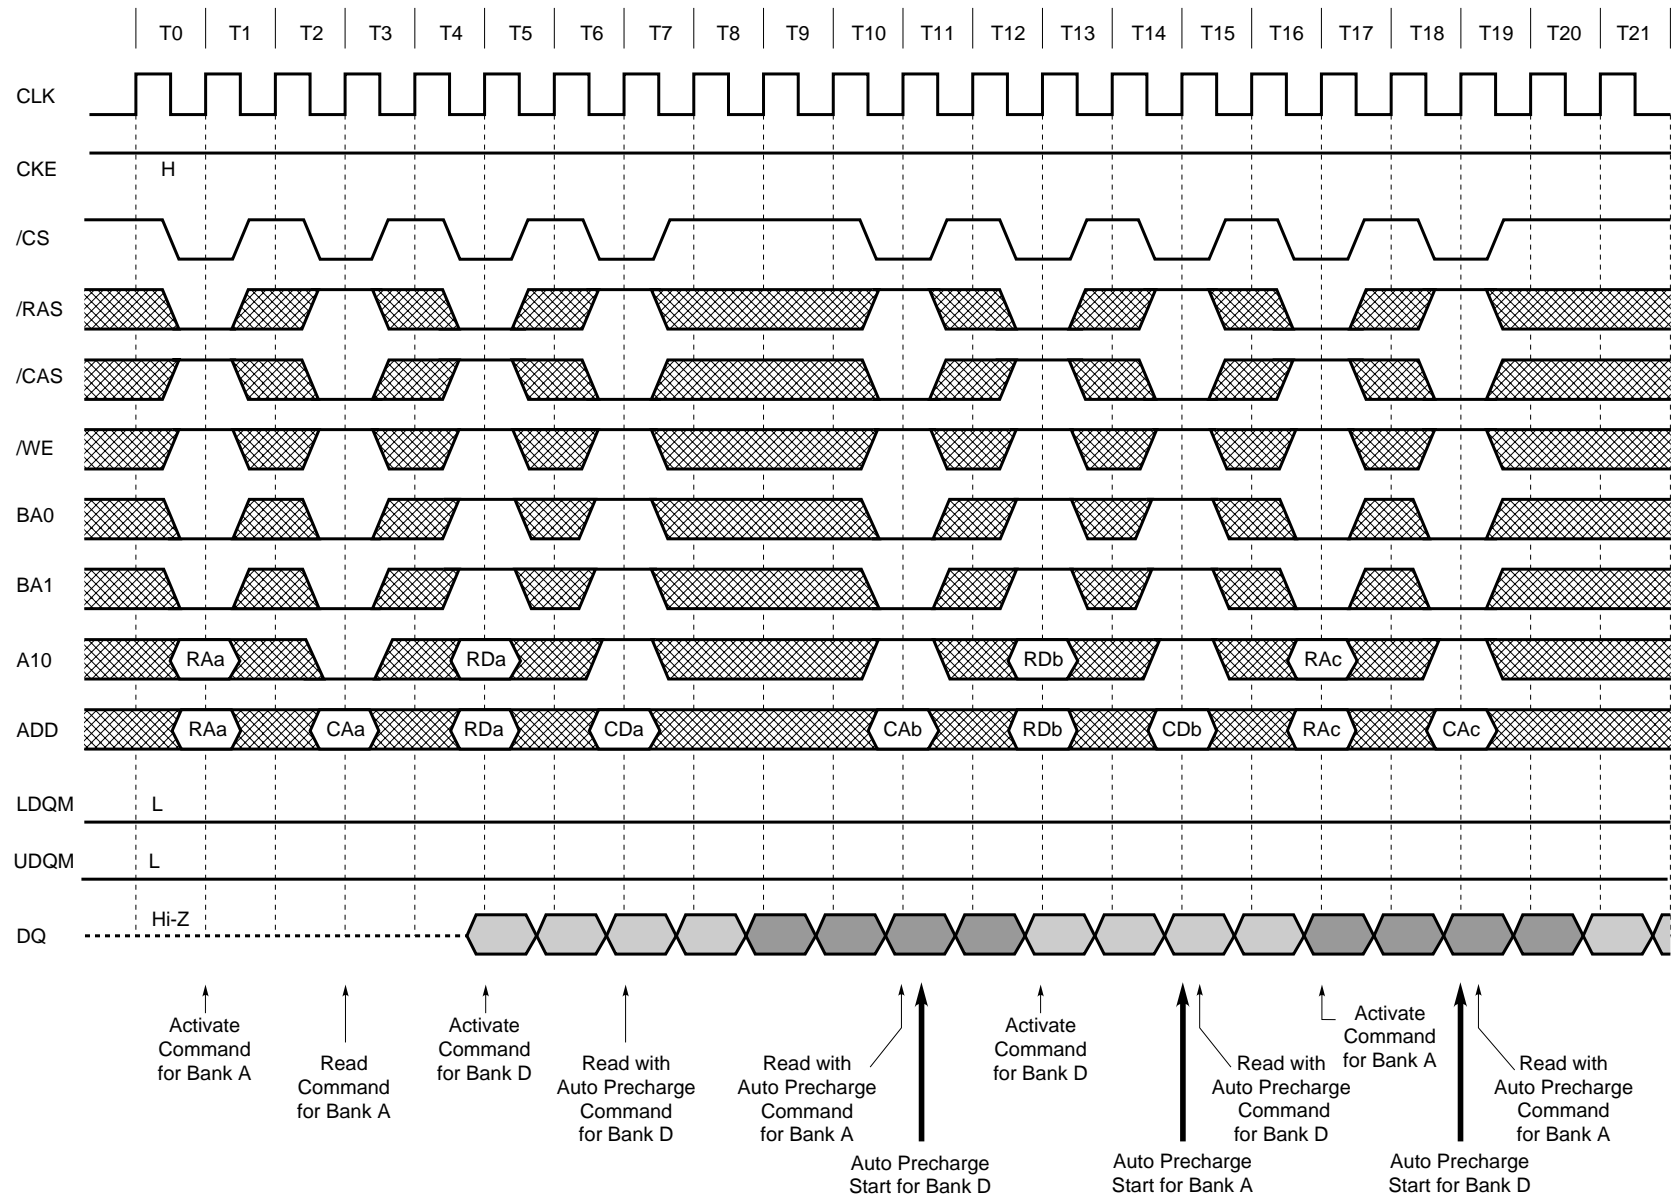 T0 T1 T2 T3 T4 T5 T6 T7 T8 T9 T10 T11 T12 T13 T14 T15 T16 T17 T18 T19 T20 T21
CLK
CKE H
/CS
/RAS
/CAS
/WE
BA0
BA1
A10 RAa RDa RDb RAc
ADD RAa CAa RDa CDa CAb RDb CDb RAc CAc
LDQM L
UDQM L
DQ Hi-Z
Activate
Command
for Bank A
Read
Command
for Bank A
Activate
Command
for Bank D
Read with
Auto Precharge
Command
for Bank D
Read with
Auto Precharge
Command
for Bank A
Auto Precharge
Start for Bank D
Activate
Command
for Bank D
Auto Precharge
Start for Bank A
Read with
Auto Precharge
Command
for Bank D
Activate
Command
for Bank A
Auto Precharge
Start for Bank D
Read with
Auto Precharge
Command
for Bank A